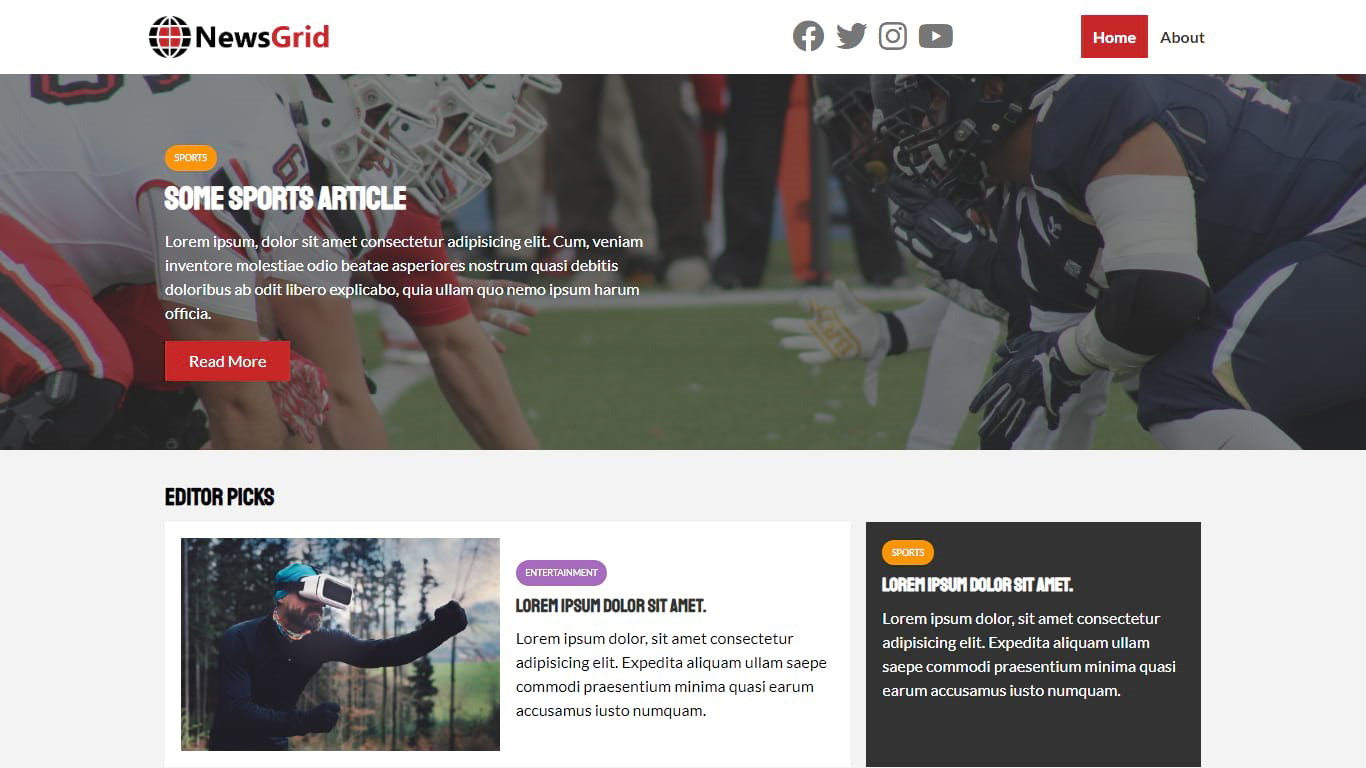 NewsGrid
Home
About
SPORTS
SOME SPORTS ARTICLE
Lorem ipsum, dolor sit amet consectetur adipisicing elit. Cum, veniam
inventore molestiae odio beatae asperiores nostrum quasi debitis
doloribus ab odit libero explicabo, quia ullam quo nemo ipsum harum
officia.
Read More
EDITOR PICKS
ENTERTAINMENT
LOREM IPSUM DOLOR SIT AMET.
Lorem ipsum dolor, sit amet consectetur
adipisicing elit. Expedita aliquam ullam saepe
commodi praesentium minima quasi earum
accusamus iusto numquam.
SPORTS
LOREM IPSUM DOLOR SIT AMET.
Lorem ipsum dolor, sit amet consectetur
adipisicing elit. Expedita aliquam ullam
saepe commodi praesentium minima quasi
earum accusamus iusto numquam.